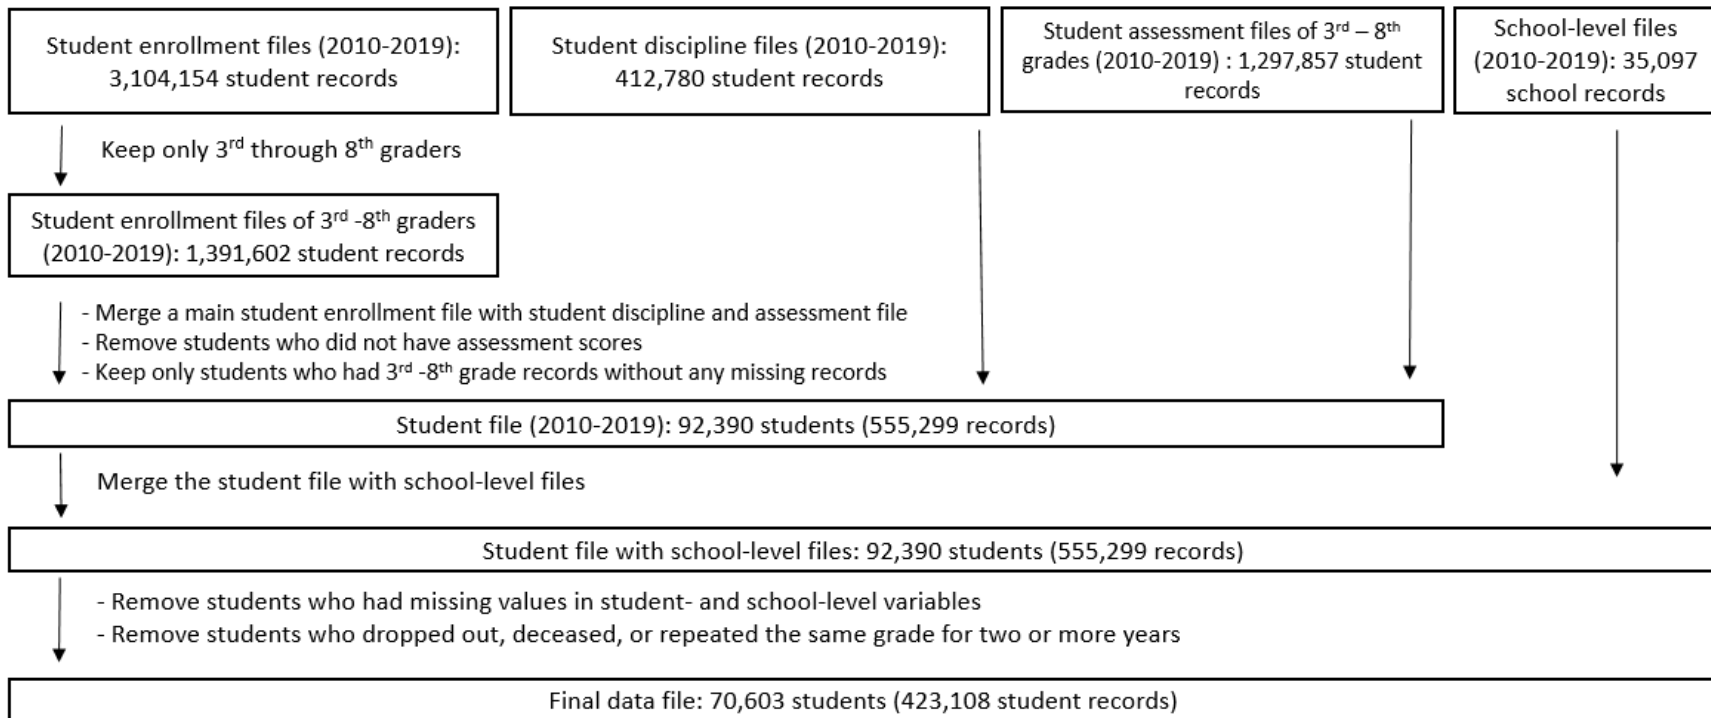 Student enrollment files (2010-2019):
3,104,154 student records
Student discipline files (2010-2019):
412,780 student records
Student assessment files of 3rd – 8th
grades (2010-2019) : 1,297,857 student
records
School-level files
(2010-2019): 35,097
school records
Keep only 3rd through 8th graders
Student enrollment files of 3rd -8th graders
(2010-2019): 1,391,602 student records
- Merge a main student enrollment file with student discipline and assessment file
- Remove students who did not have assessment scores
- Keep only students who had 3rd -8th grade records without any missing records
Student file (2010-2019): 92,390 students (555,299 records)
Merge the student file with school-level files
Student file with school-level files: 92,390 students (555,299 records)
- Remove students who had missing values in student- and school-level variables
- Remove students who dropped out, deceased, or repeated the same grade for two or more years
Final data file: 70,603 students (423,108 student records)